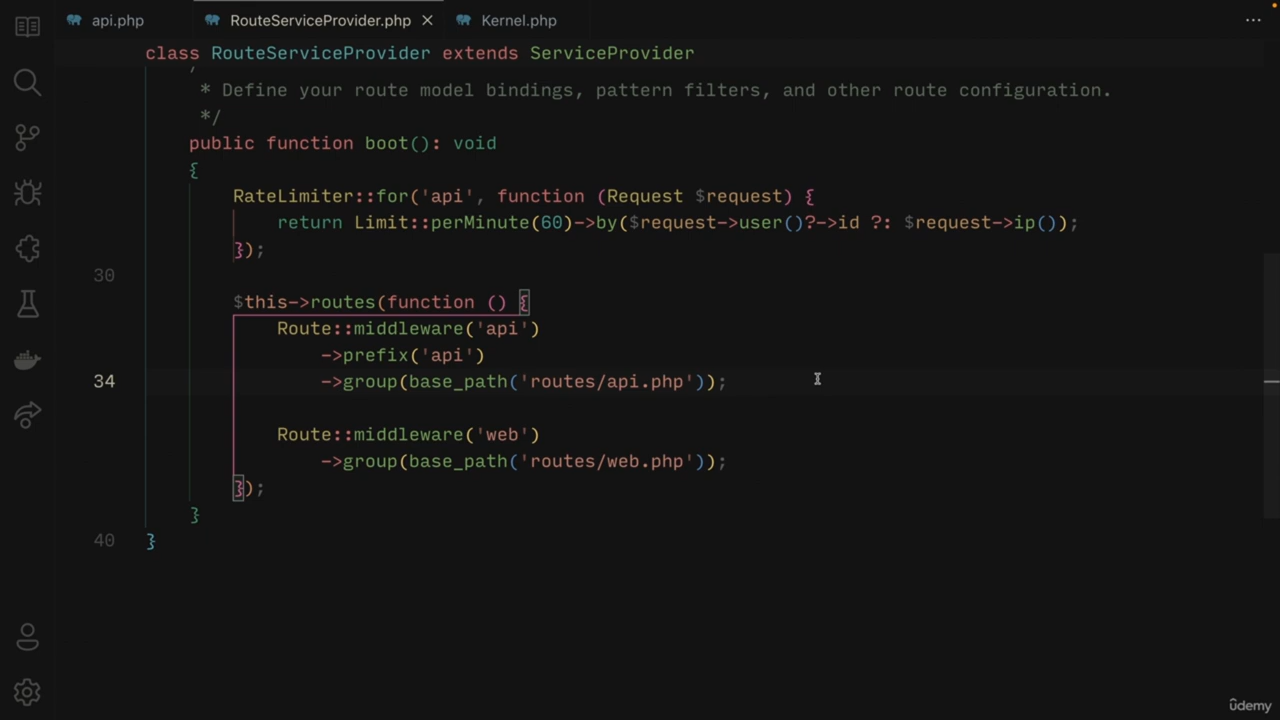 api.php RouteServiceProvider.php Kernel.php
class RouteServiceProvider extends ServiceProvider
* Define your route model bindings, pattern filters, and other route configuration.
*/
public function boot(): void
{
RateLimiter::for('api', function (Request $request) {
return Limit::perMinute(60)->by($request->user()?->id ?: $request->ip());
});
30
$this->routes(function () {
Route::middleware('api')
->prefix('api')
34 ->group(base_path('routes/api.php'));
Route::middleware('web')
->group(base_path('routes/web.php'));
});
}
40 }
ûdemy